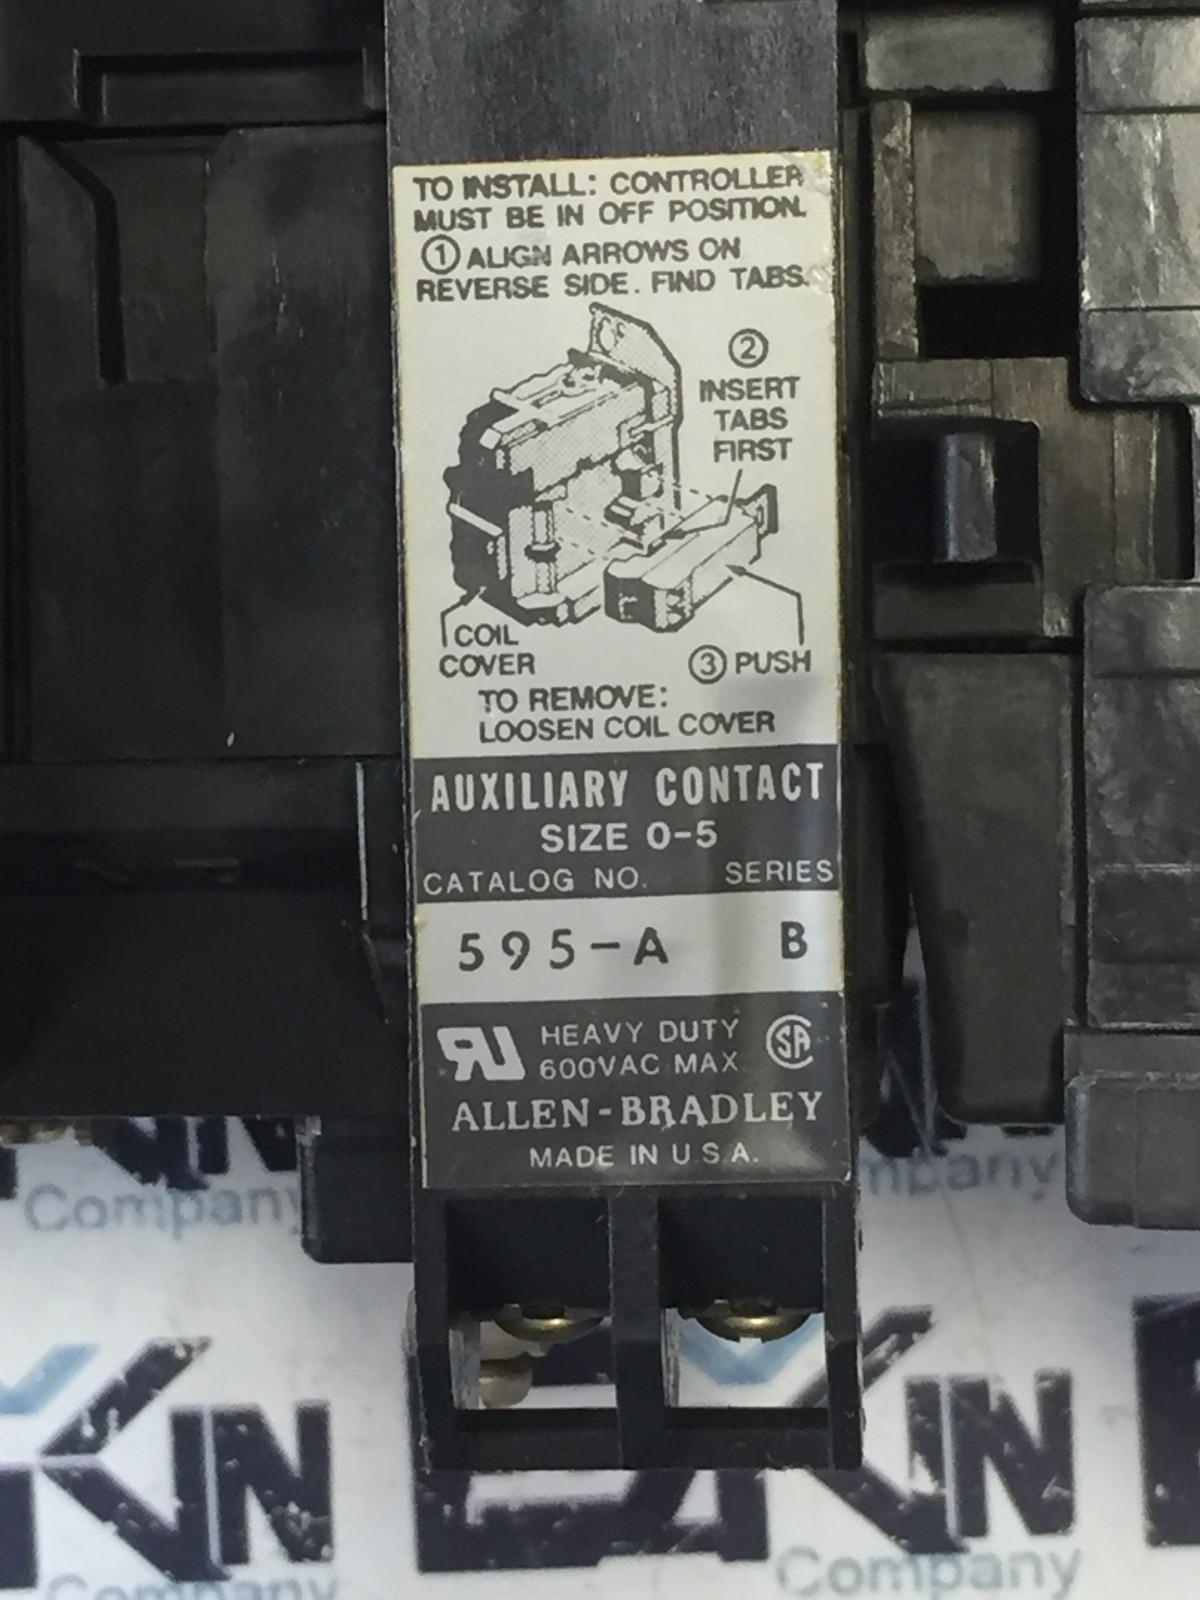 TO INSTALL: CONTROLLER
MUST BE IN OFF POSITION.
① ALIGN ARROWS ON
REVERSE SIDE. FIND TABS.
②
INSERT
TABS
FIRST
COIL
COVER
③ PUSH
TO REMOVE:
LOOSEN COIL COVER
AUXILIARY CONTACT
SIZE 0-5
CATALOG NO. SERIES
595-A B
HEAVY DUTY
600VAC MAX
ALLEN-BRADLEY
MADE IN U.S.A.
Company
Company
Company